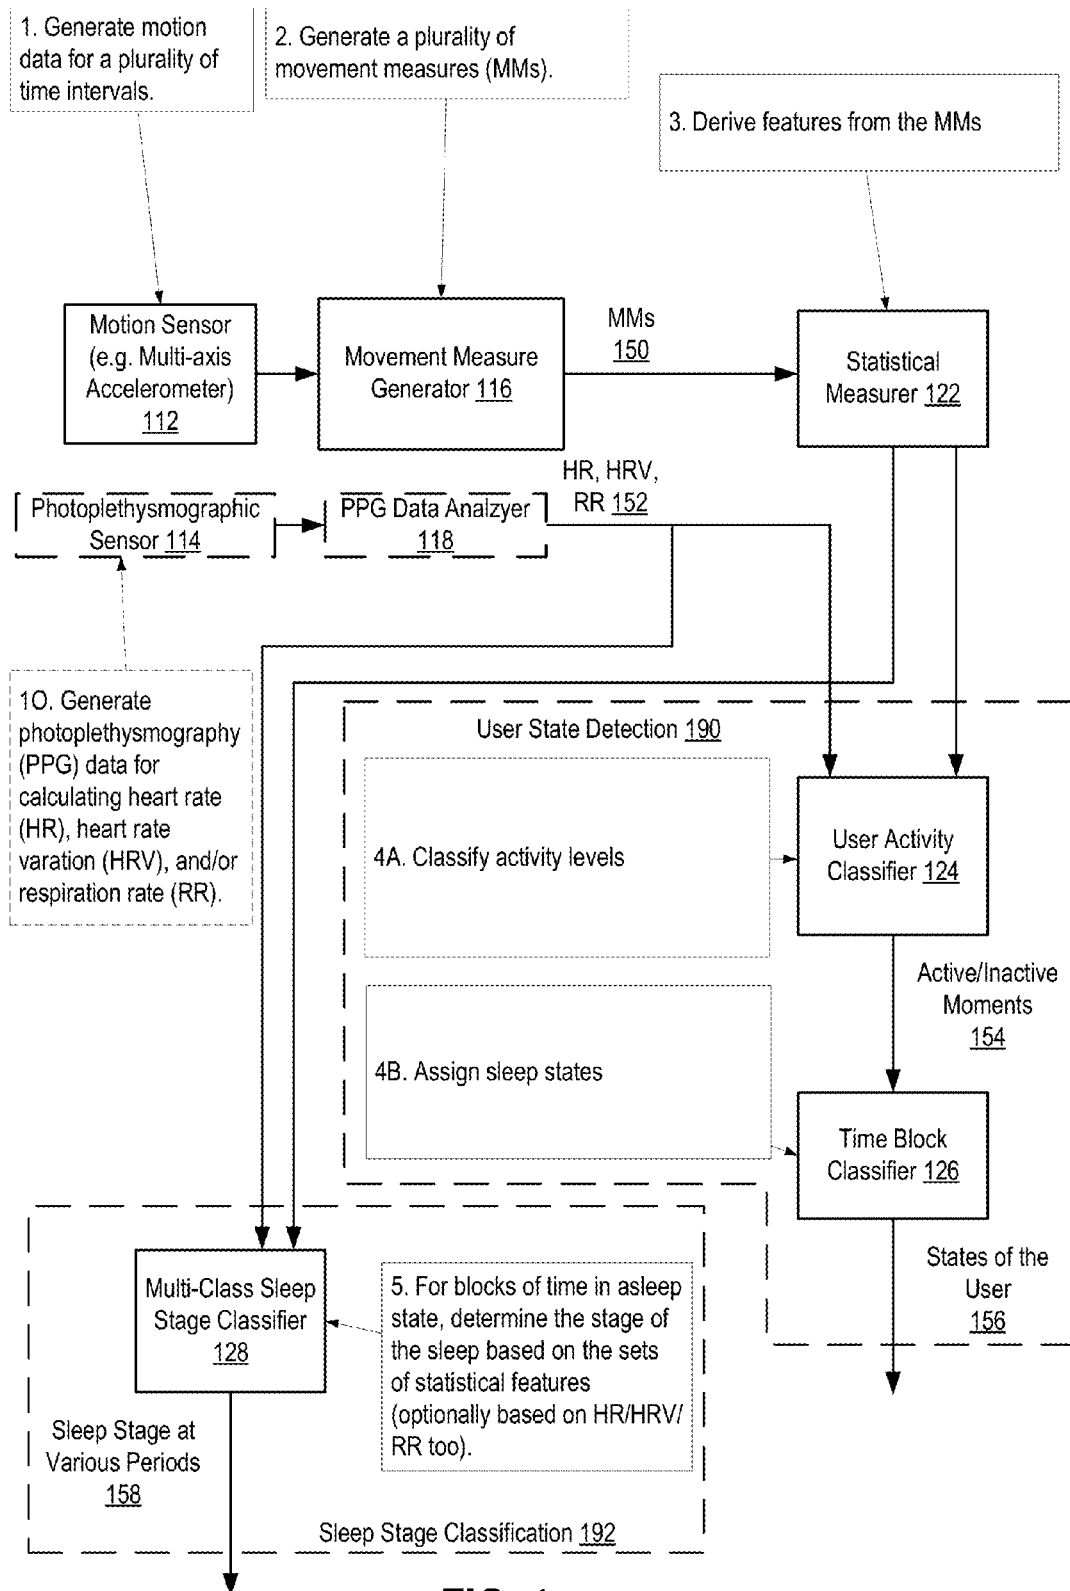 1. Generate motion
data for a plurality of
time intervals.
2. Generate a plurality of
movement measures (MMs).
3. Derive features from the MMs
Motion Sensor
(e.g. Multi-axis
Accelerometer)
112
Movement Measure
Generator 116
MMs
150
Statistical
Measurer 122
HR, HRV,
RR 152
Photoplethysmographic
Sensor 114
PPG Data Analzyer
118
1O. Generate
photoplethysmography
(PPG) data for
calculating heart rate
(HR), heart rate
varation (HRV), and/or
respiration rate (RR).
User State Detection 190
4A. Classify activity levels
User Activity
Classifier 124
Active/Inactive
Moments
154
4B. Assign sleep states
Time Block
Classifier 126
States of the
User
156
Multi-Class Sleep
Stage Classifier
128
5. For blocks of time in asleep
state, determine the stage of
the sleep based on the sets
of statistical features
(optionally based on HR/HRV/
RR too).
Sleep Stage at
Various Periods
158
Sleep Stage Classification 192